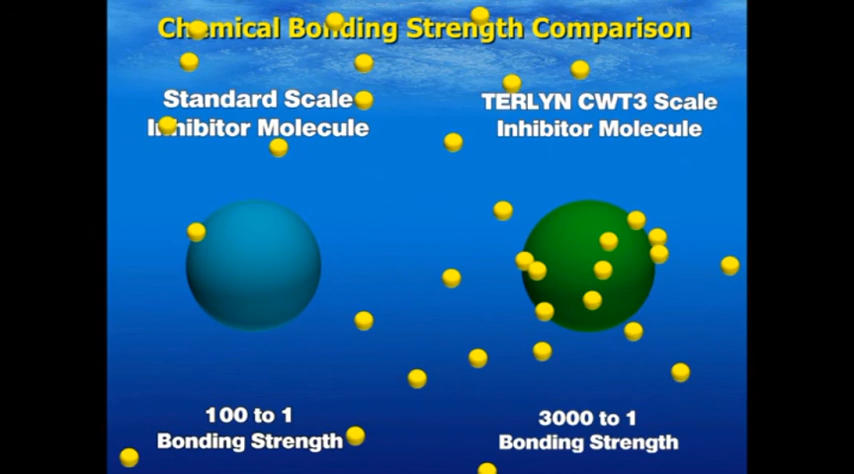 Chemical Bonding Strength Comparison
Standard Scale
Inhibitor Molecule
TERLYN CWT3 Scale
Inhibitor Molecule
100 to 1
Bonding Strength
3000 to 1
Bonding Strength